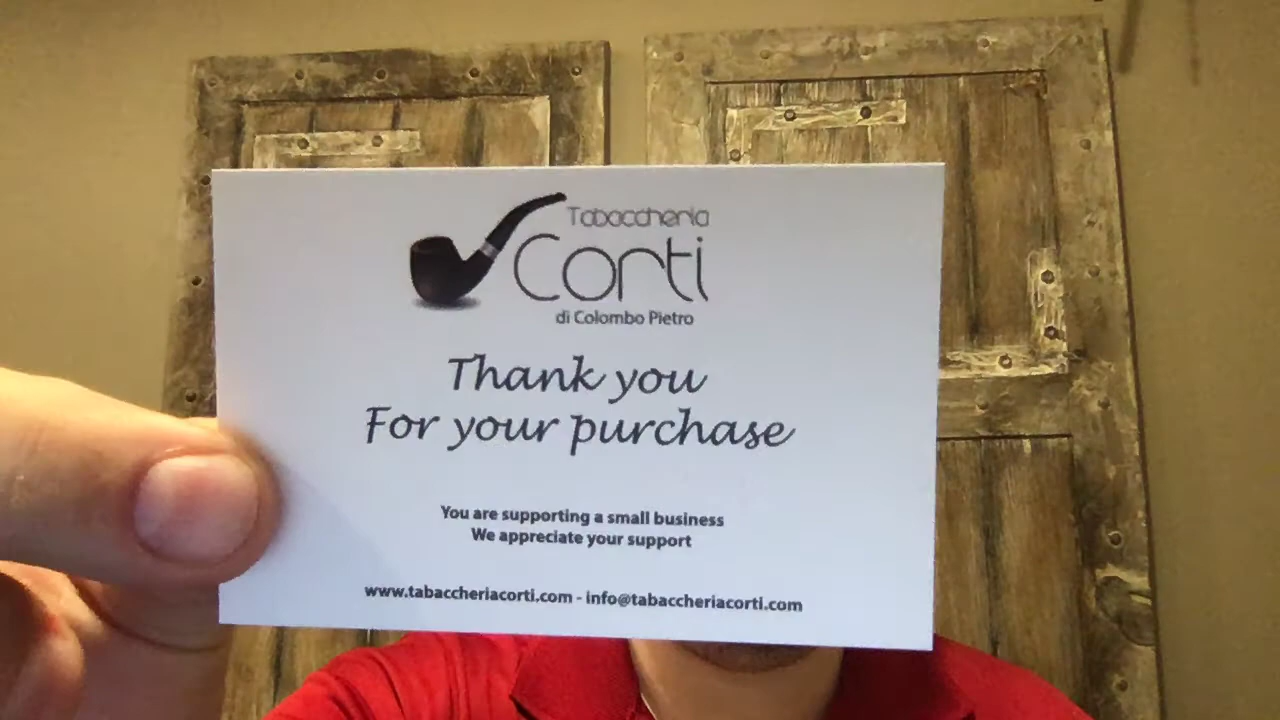 Tabaccheria
Corti
di Colombo Pietro
Thank you
For your purchase
You are supporting a small business
We appreciate your support
www.tabaccheriacorti.com - info@tabaccheriacorti.com